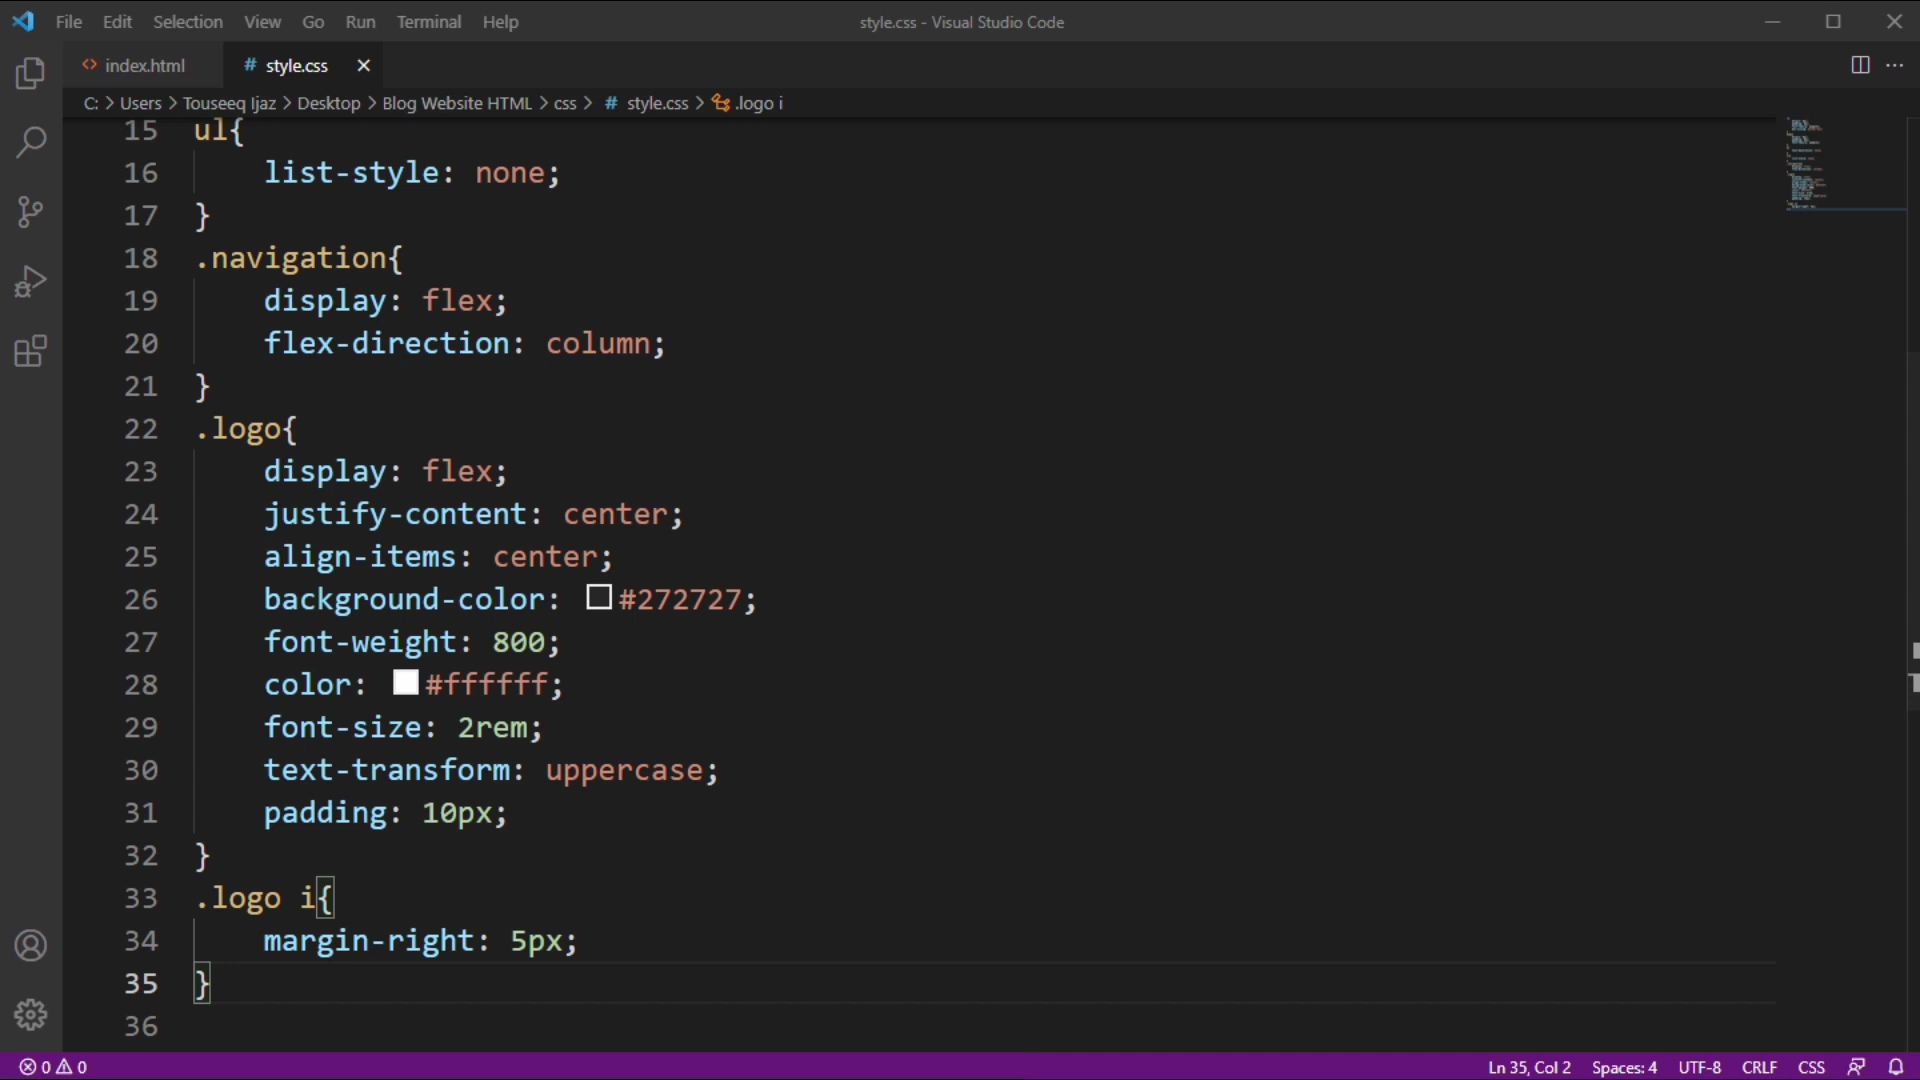 File Edit Selection View Go Run Terminal Help style.css - Visual Studio Code
<> index.html # style.css
C: > Users > Touseeq Ijaz > Desktop > Blog Website HTML > css > # style.css > .logo i
15 ul{
16 list-style: none;
17 }
18 .navigation{
19 display: flex;
20 flex-direction: column;
21 }
22 .logo{
23 display: flex;
24 justify-content: center;
25 align-items: center;
26 background-color: #272727;
27 font-weight: 800;
28 color: #ffffff;
29 font-size: 2rem;
30 text-transform: uppercase;
31 padding: 10px;
32 }
33 .logo i{
34 margin-right: 5px;
35 }
36
0 0 Ln 35, Col 2 Spaces: 4 UTF-8 CRLF CSS